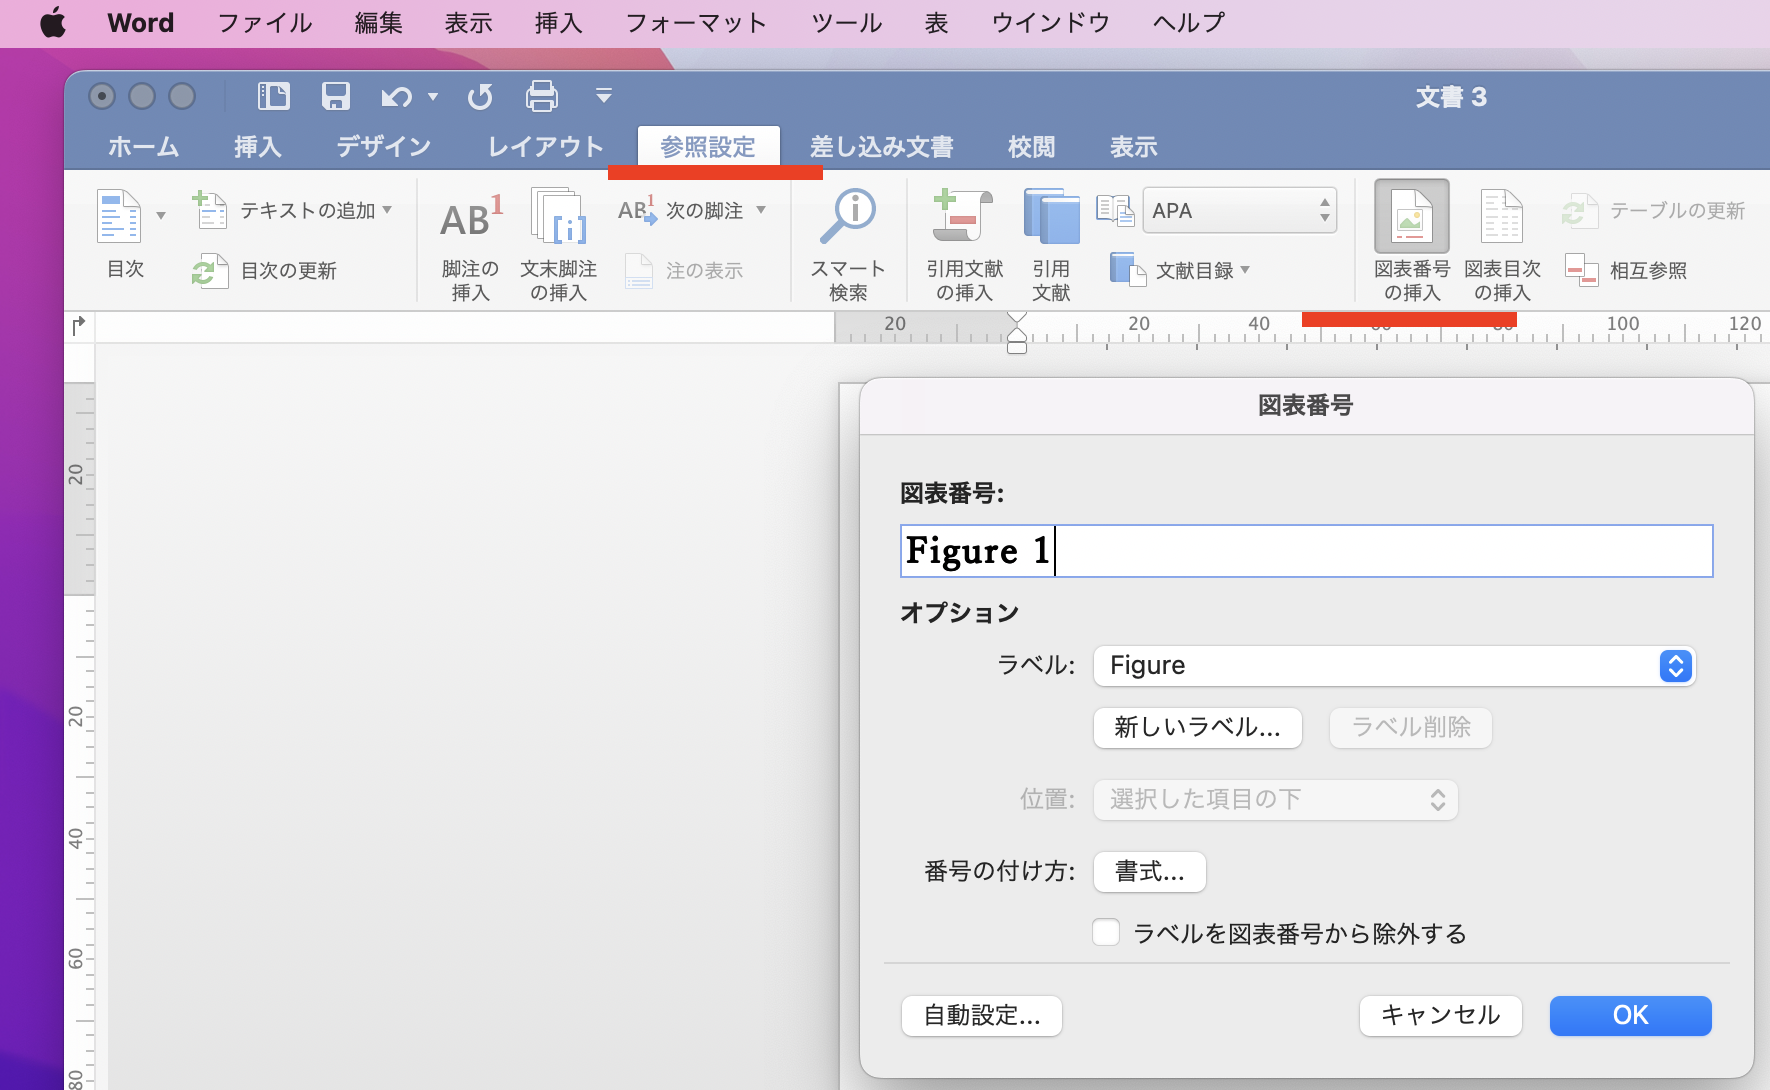 Word ファイル 編集 表示 挿入 フォーマット ツール 表 ウインドウ ヘルプ
文書 3
ホーム 挿入 デザイン レイアウト 参照設定 差し込み文書 校閲 表示
目次
テキストの追加
目次の更新
AB1
脚注の
挿入
[i]
文末脚注
の挿入
AB1 次の脚注
注の表示
スマート
検索
引用文献
の挿入
引用
文献
APA
文献目録
図表番号
の挿入
図表目次
の挿入
テーブルの更新
相互参照
20 20 40 60 80 100 120
20
20
40
60
80
図表番号
図表番号:
Figure 1
オプション
ラベル: Figure
新しいラベル... ラベル削除
位置: 選択した項目の下
番号の付け方: 書式...
ラベルを図表番号から除外する
自動設定... キャンセル OK